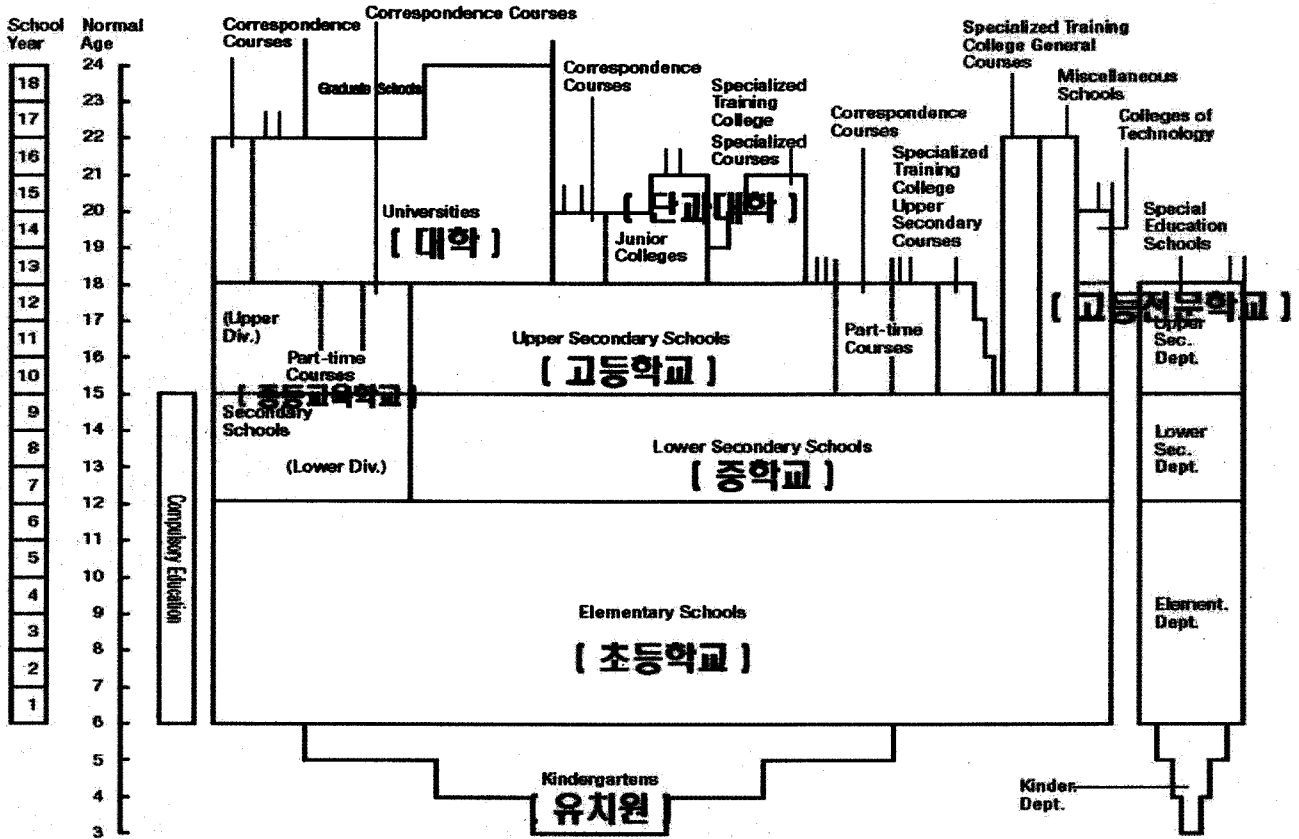 School
Year
Normal
Age
18
17
16
15
14
13
12
11
10
9
8
7
6
5
4
3
2
1
24
23
22
21
20
19
18
17
16
15
14
13
12
11
10
9
8
7
6
5
4
3
Compulsory Education
Correspondence
Courses
Correspondence Courses
Graduate Schools
Correspondence
Courses
Specialized
Training
College
Specialized
Courses
Correspondence
Courses
Specialized
Training
College
Upper
Secondary
Courses
Specialized Training
College General
Courses
Miscellaneous
Schools
Colleges of
Technology
Special
Education
Schools
Universities
[ 대학 ]
[ 단과대학 ]
Junior
Colleges
[ 고등전문학교 ]
(Upper
Div.)
Part-time
Courses
[ 중등교육학교 ]
Secondary
Schools
(Lower Div.)
Upper Secondary Schools
[ 고등학교 ]
Part-time
Courses
Upper
Sec.
Dept.
Lower Secondary Schools
[ 중학교 ]
Lower
Sec.
Dept.
Elementary Schools
[ 초등학교 ]
Element.
Dept.
Kindergartens
[ 유치원 ]
Kinder.
Dept.